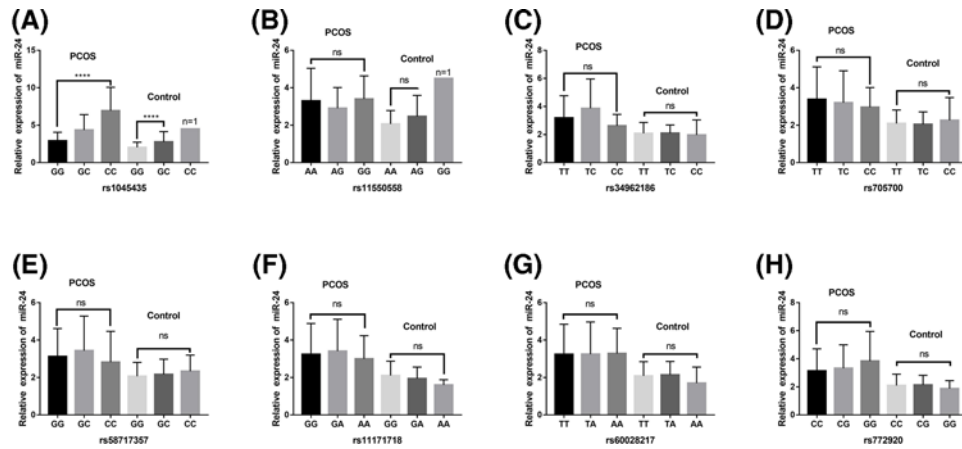 (A)
PCOS
****
Control
****
n=1
Relative expression of miR-24
15
10
5
0
GG GC CC GG GC CC
rs1045435
(B)
PCOS
ns
Control
ns
n=1
Relative expression of miR-24
6
4
2
0
AA AG GG AA AG GG
rs11550558
(C)
PCOS
ns
Control
ns
Relative expression of miR-24
8
6
4
2
0
TT TC CC TT TC CC
rs34962186
(D)
PCOS
ns
Control
ns
Relative expression of miR-24
6
4
2
0
TT TC CC TT TC CC
rs705700
(E)
PCOS
ns
Control
ns
Relative expression of miR-24
6
4
2
0
GG GC CC GG GC CC
rs58717357
(F)
PCOS
ns
Control
ns
Relative expression of miR-24
6
4
2
0
GG GA AA GG GA AA
rs11171718
(G)
PCOS
ns
Control
ns
Relative expression of miR-24
6
4
2
0
TT TA AA TT TA AA
rs60028217
(H)
PCOS
ns
Control
ns
Relative expression of miR-24
8
6
4
2
0
CC CG GG CC CG GG
rs772920